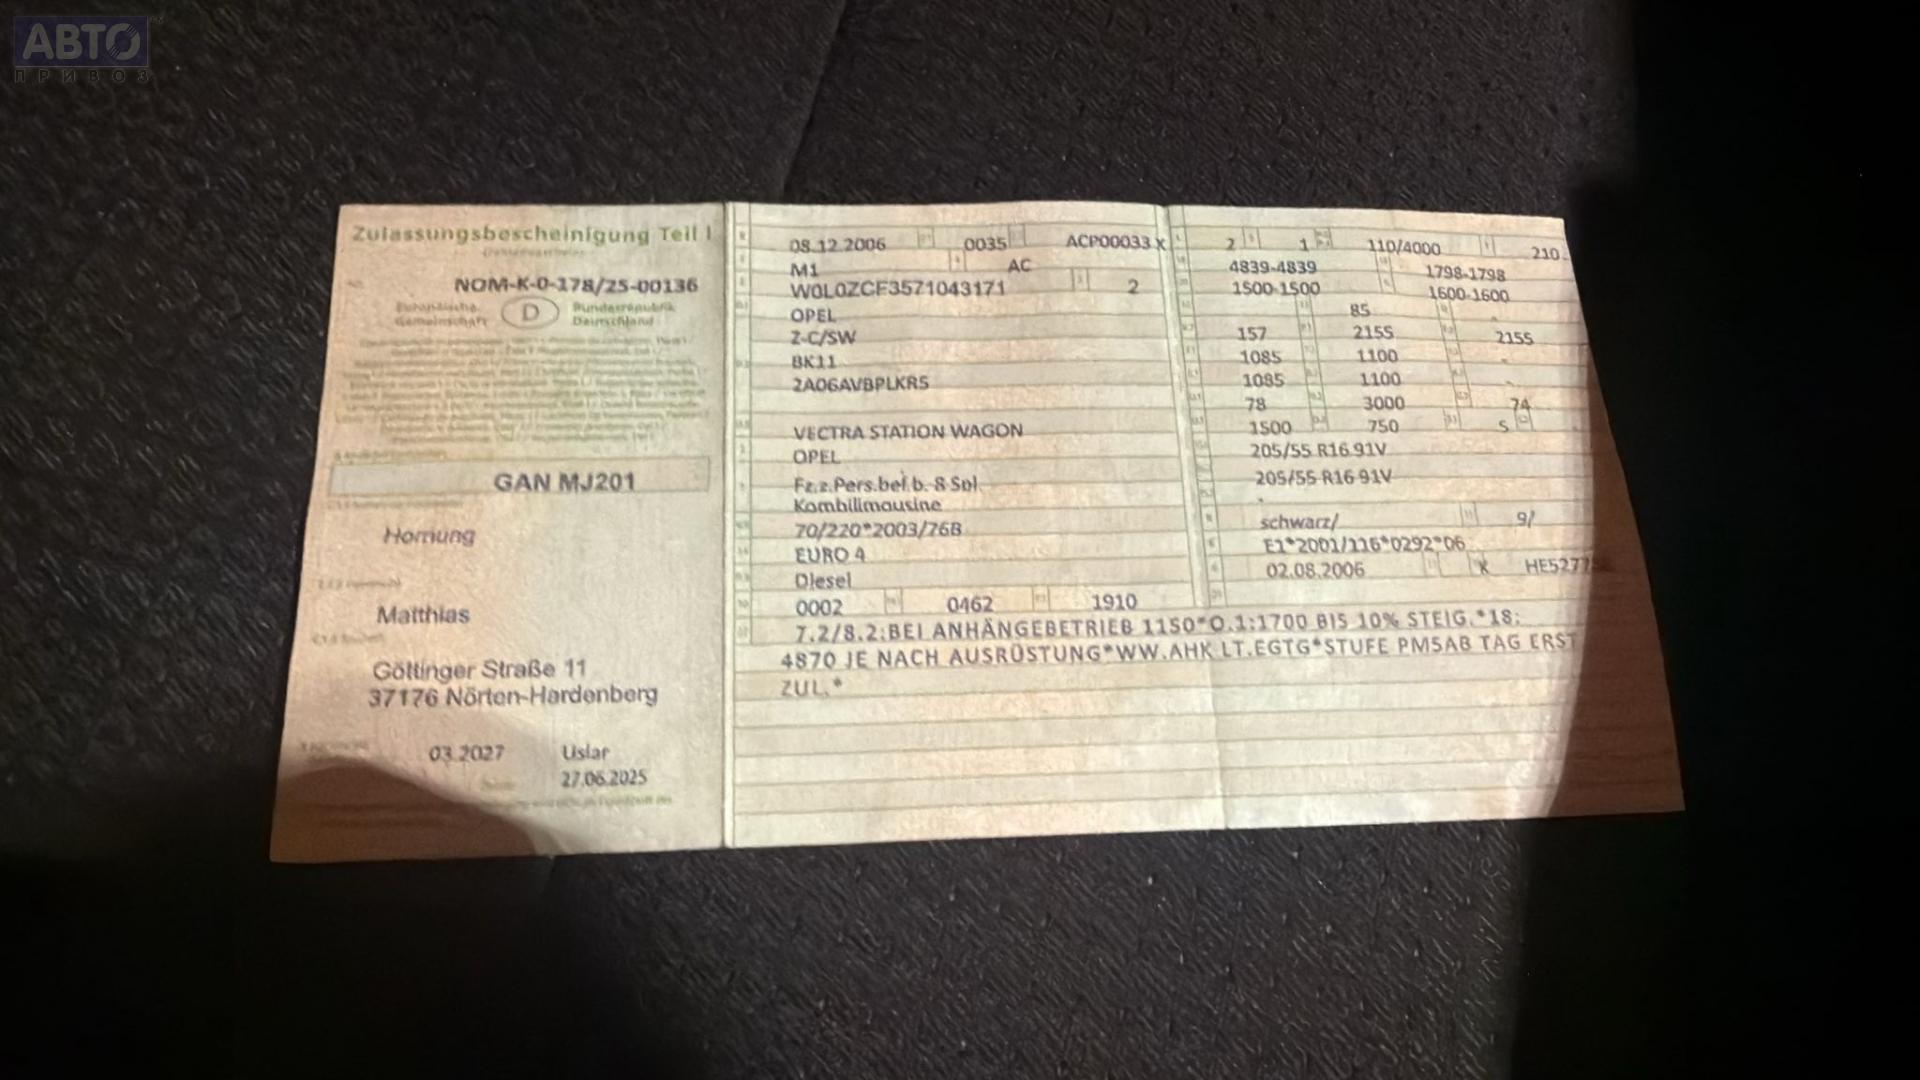 АВТО
ПРИВОЗ
Zulassungsbescheinigung Teil I
NOM-K-0-178/25-00136
Europäische Gemeinschaft
D
Bundesrepublik Deutschland
GAN MJ201
Hornung
Matthias
Göttinger Straße 11
37176 Nörten-Hardenberg
03.2027 Uslar
27.06.2025
08.12.2006 0035 ACP00033 X
M1 AC
W0L0ZCF3571043171 2
OPEL
Z-C/SW
BK11
2A06AVBPLKR5
VECTRA STATION WAGON
OPEL
Fz.z.Pers.bef.b. 8 Spl.
Kombilimousine
70/220*2003/76B
EURO 4
Diesel
0002 0462 1910
2 1 110/4000 210
4839-4839 1798-1798
1500-1500 1600-1600
85 -
157 2155 2155
1085 1100 -
1085 1100 -
78 3000 74
1500 750 5
205/55 R16 91V
205/55 R16 91V
-
schwarz/ 9/
E1*2001/116*0292*06
02.08.2006 K HE5277
7.2/8.2:BEI ANHÄNGEBETRIEB 1150*O.1:1700 BIS 10% STEIG.*18:
4870 JE NACH AUSRÜSTUNG*WW.AHK LT.EGTG*STUFE PM5AB TAG ERST
ZUL.*